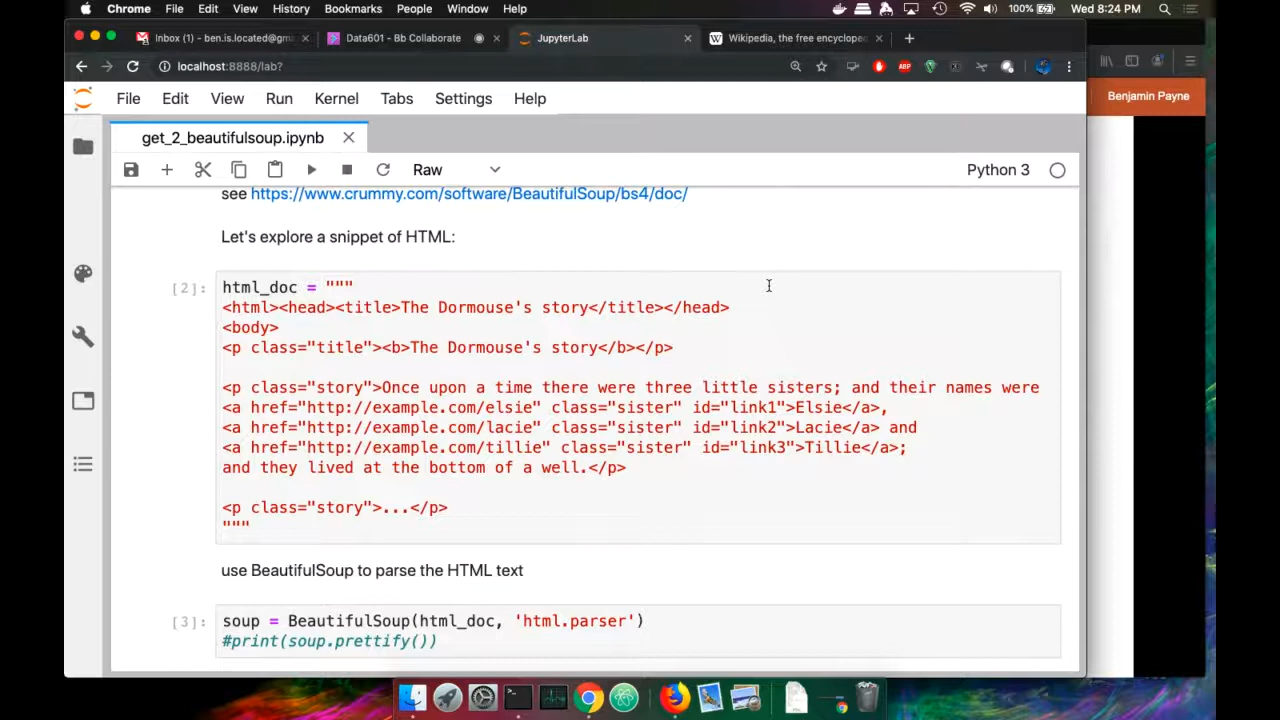 Chrome File Edit View History Bookmarks People Window Help 100% Wed 8:24 PM
Inbox (1) - ben.is.located@gm Data601 - Bb Collaborate JupyterLab Wikipedia, the free encycloped
localhost:8888/lab? ABP
Benjamin Payne
File Edit View Run Kernel Tabs Settings Help
get_2_beautifulsoup.ipynb
Raw Python 3
see https://www.crummy.com/software/BeautifulSoup/bs4/doc/
Let's explore a snippet of HTML:
[2]: html_doc = """
<html><head><title>The Dormouse's story</title></head>
<body>
<p class="title"><b>The Dormouse's story</b></p>
<p class="story">Once upon a time there were three little sisters; and their names were
<a href="http://example.com/elsie" class="sister" id="link1">Elsie</a>,
<a href="http://example.com/lacie" class="sister" id="link2">Lacie</a> and
<a href="http://example.com/tillie" class="sister" id="link3">Tillie</a>;
and they lived at the bottom of a well.</p>
<p class="story">...</p>
"""
use BeautifulSoup to parse the HTML text
[3]: soup = BeautifulSoup(html_doc, 'html.parser')
#print(soup.prettify())